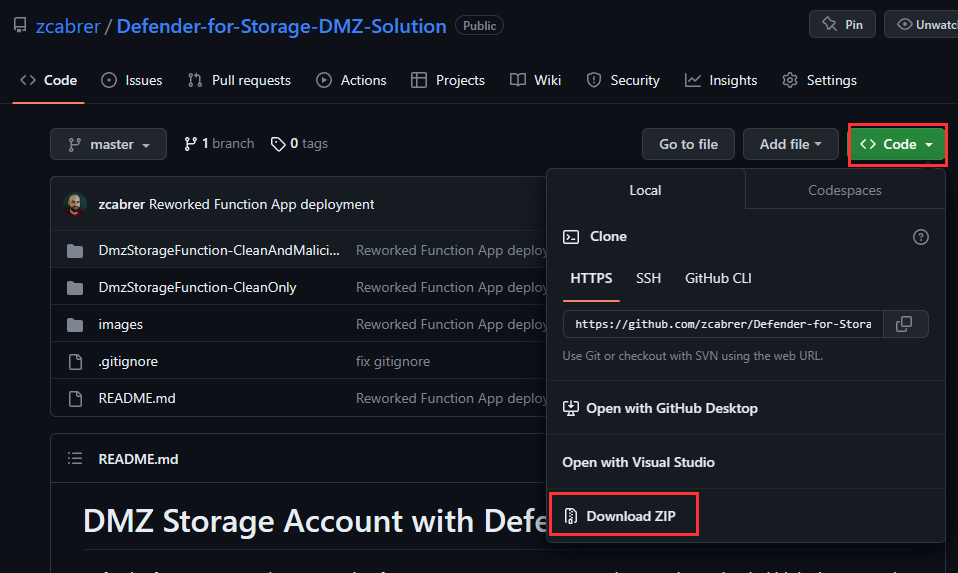 zcabrer / Defender-for-Storage-DMZ-Solution Public Pin Unwatc
Code Issues Pull requests Actions Projects Wiki Security Insights Settings
master 1 branch 0 tags Go to file Add file Code
Local Codespaces
zcabrer Reworked Function App deployment
Clone
DmzStorageFunction-CleanAndMalici... Reworked Function App deploy
HTTPS SSH GitHub CLI
DmzStorageFunction-CleanOnly Reworked Function App deploy
images Reworked Function App deploy
https://github.com/zcabrer/Defender-for-Stora
Use Git or checkout with SVN using the web URL.
.gitignore fix gitignore
README.md Reworked Function App deploy
Open with GitHub Desktop
README.md
Open with Visual Studio
DMZ Storage Account with Defe
Download ZIP